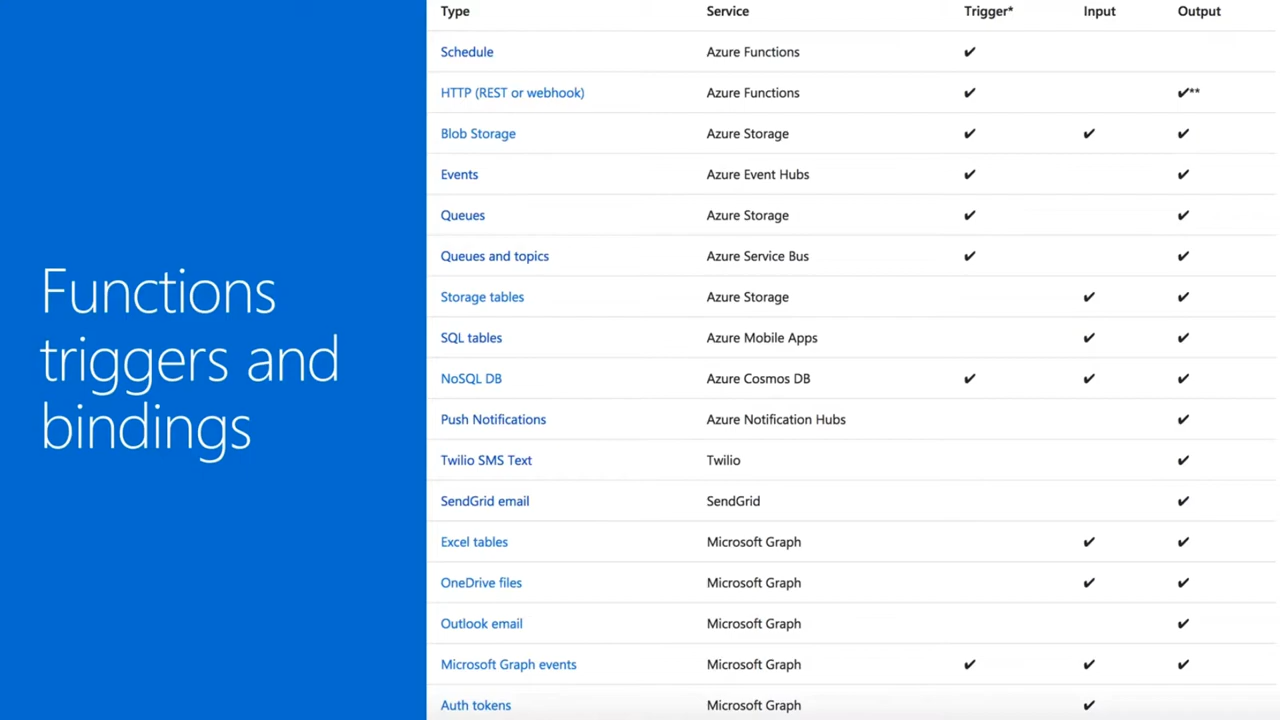 Functions
triggers and
bindings
Type Service Trigger* Input Output
Schedule Azure Functions ✔
HTTP (REST or webhook) Azure Functions ✔ ✔**
Blob Storage Azure Storage ✔ ✔ ✔
Events Azure Event Hubs ✔ ✔
Queues Azure Storage ✔ ✔
Queues and topics Azure Service Bus ✔ ✔
Storage tables Azure Storage ✔ ✔
SQL tables Azure Mobile Apps ✔ ✔
NoSQL DB Azure Cosmos DB ✔ ✔ ✔
Push Notifications Azure Notification Hubs ✔
Twilio SMS Text Twilio ✔
SendGrid email SendGrid ✔
Excel tables Microsoft Graph ✔ ✔
OneDrive files Microsoft Graph ✔ ✔
Outlook email Microsoft Graph ✔
Microsoft Graph events Microsoft Graph ✔ ✔ ✔
Auth tokens Microsoft Graph ✔